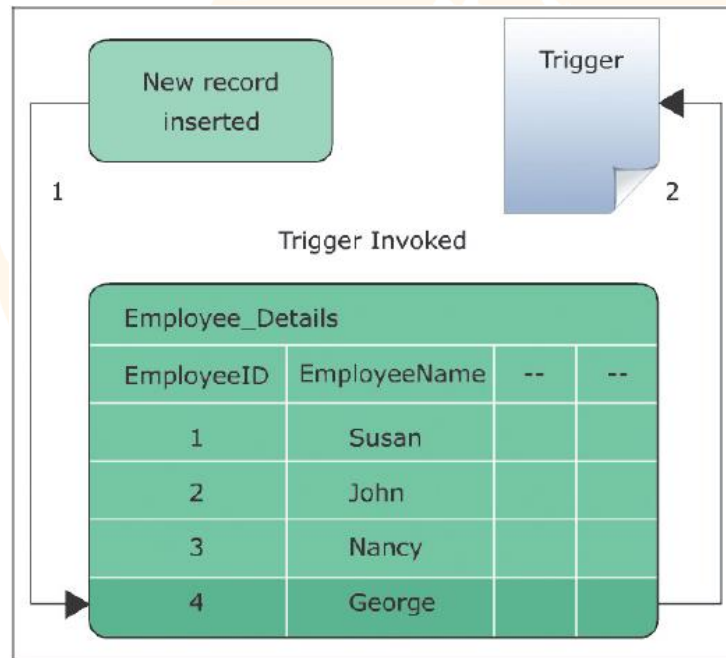 New record
inserted
Trigger
1
2
Trigger Invoked
Employee_Details
EmployeeID EmployeeName -- --
1 Susan
2 John
3 Nancy
4 George